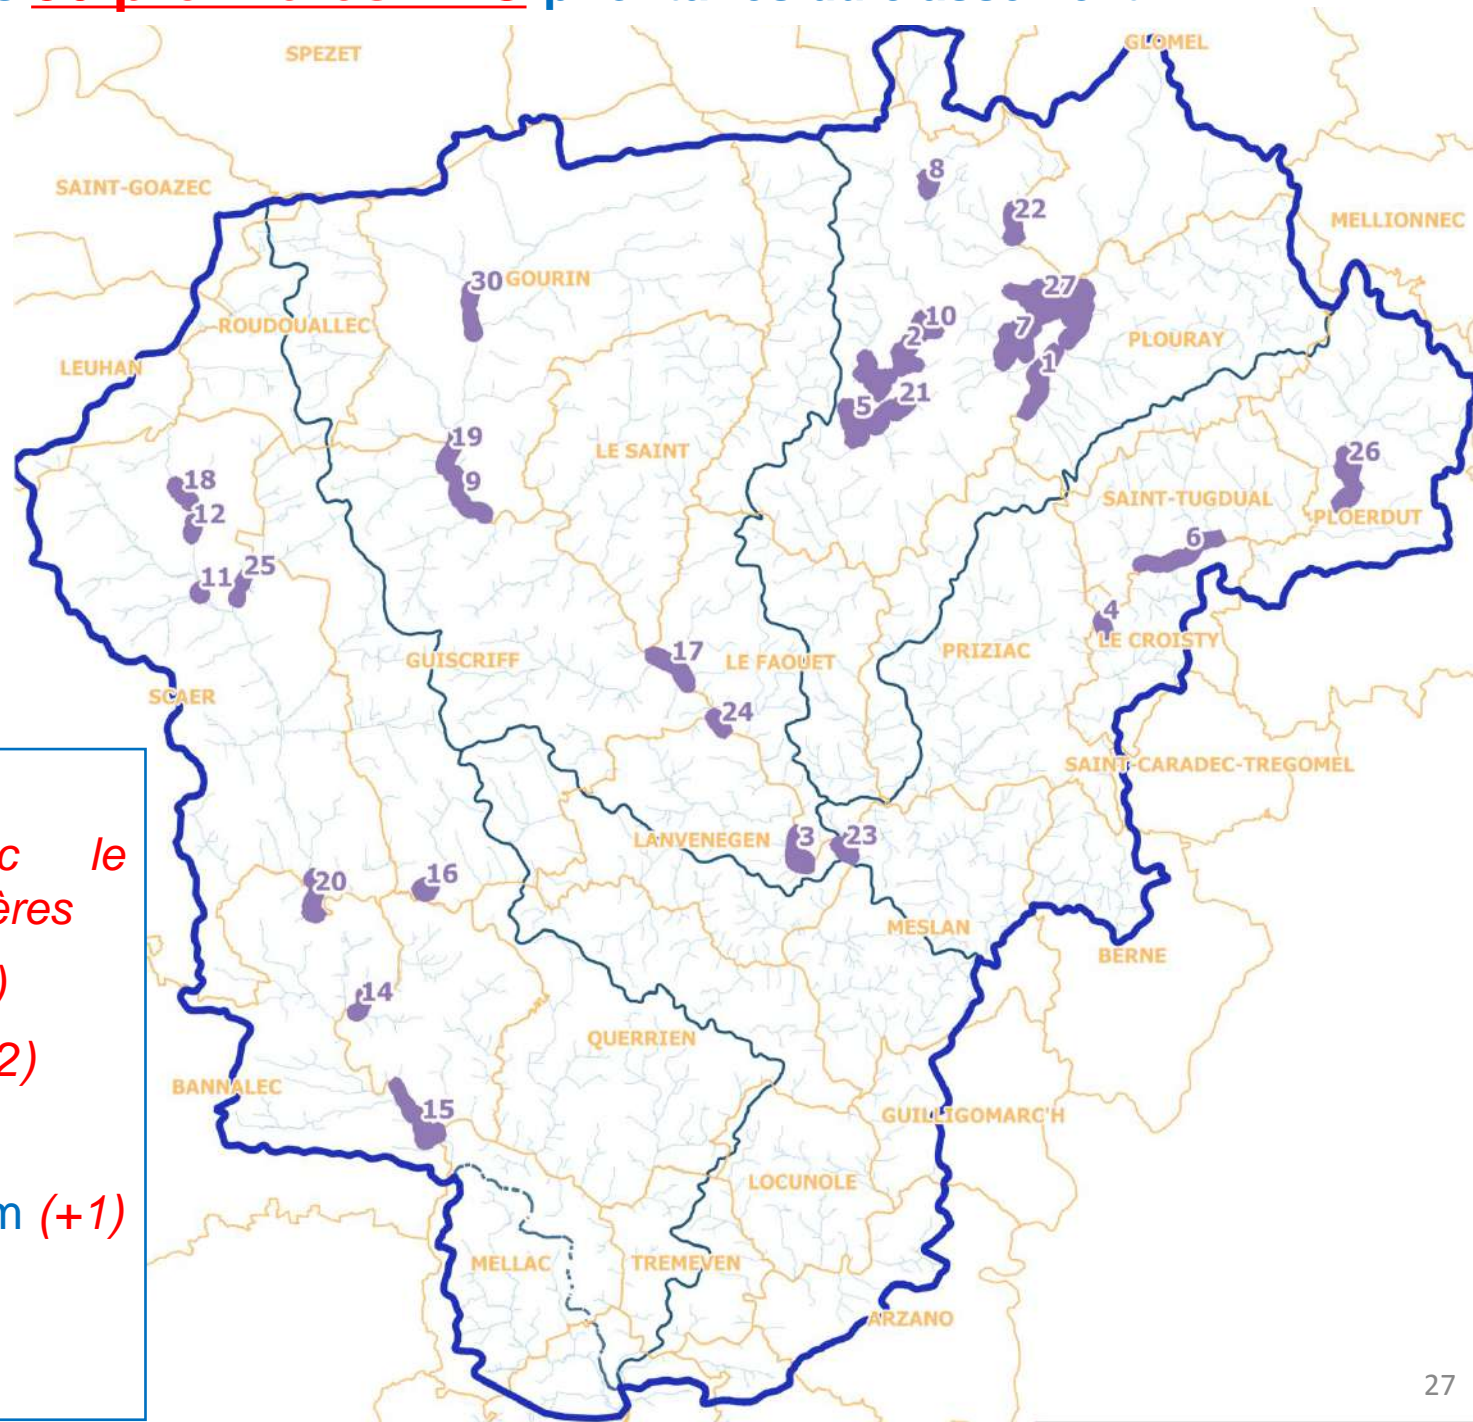 prioritaires au classement
SPEZET
GLOMEL
SAINT-GOAZEC
MELLIONNEC
8
22
30 GOURIN
27
ROUDOUALLEC
10
2
7
PLOURAY
LEUHAN
1
5
21
19
LE SAINT
26
9
18
SAINT-TUGDUAL
12
PLOERDUT
6
11
25
4
GUISCRIFF
17
LE FAOUET
PRIZIAC
LE CROISTY
SCAER
24
SAINT-CARADEC-TREGOMEL
LANVENEGEN
3
23
le
ères
20
16
MESLAN
BERNE
)
14
2)
QUERRIEN
BANNALEC
15
GUILLIGOMARC'H
LOCUNOLE
m (+1)
MELLAC
TREMEVEN
ARZANO
27